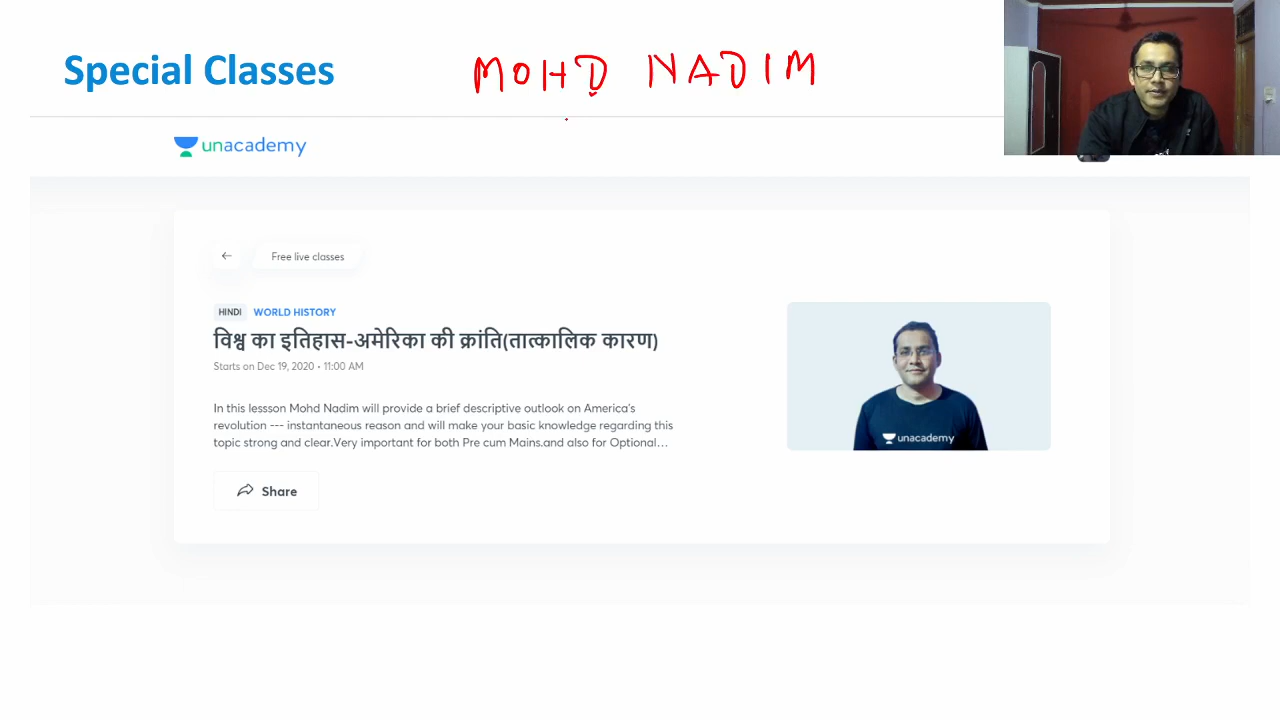 Special Classes
MOHD NADIM
unacademy
Free live classes
HINDI WORLD HISTORY
विश्व का इतिहास-अमेरिका की क्रांति(तात्कालिक कारण)
Starts on Dec 19, 2020 • 11:00 AM
In this lessson Mohd Nadim will provide a brief descriptive outlook on America's
revolution --- instantaneous reason and will make your basic knowledge regarding this
topic strong and clear.Very important for both Pre cum Mains.and also for Optional...
Share
unacademy